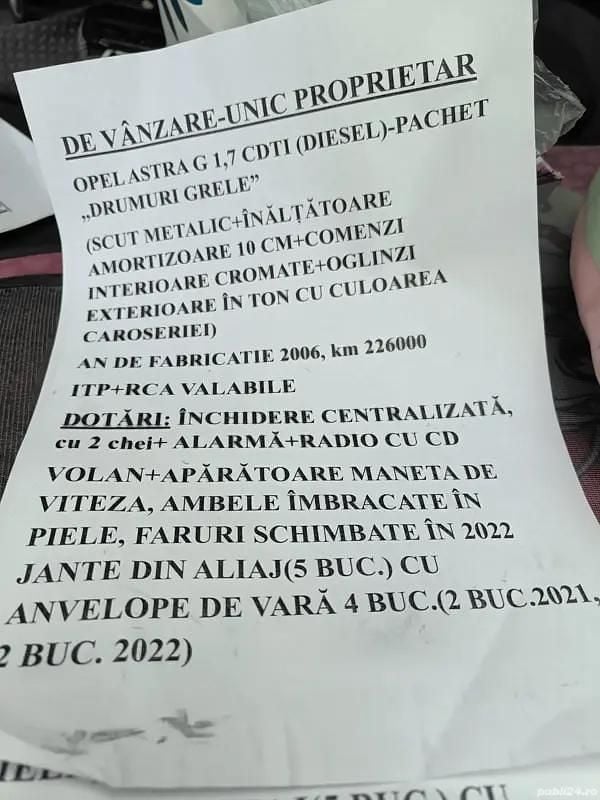 DE VÂNZARE-UNIC PROPRIETAR
OPEL ASTRA G 1,7 CDTI (DIESEL)-PACHET
„DRUMURI GRELE”
(SCUT METALIC+ÎNĂLȚĂTOARE
AMORTIZOARE 10 CM+COMENZI
INTERIOARE CROMATE+OGLINZI
EXTERIOARE ÎN TON CU CULOAREA
CAROSERIEI)
AN DE FABRICATIE 2006, km 226000
ITP+RCA VALABILE
DOTĂRI: ÎNCHIDERE CENTRALIZATĂ,
cu 2 chei+ ALARMĂ+RADIO CU CD
VOLAN+APĂRĂTOARE MANETA DE
VITEZA, AMBELE ÎMBRACATE ÎN
PIELE, FARURI SCHIMBATE ÎN 2022
JANTE DIN ALIAJ(5 BUC.) CU
ANVELOPE DE VARĂ 4 BUC.(2 BUC.2021,
2 BUC. 2022)
publi24.ro